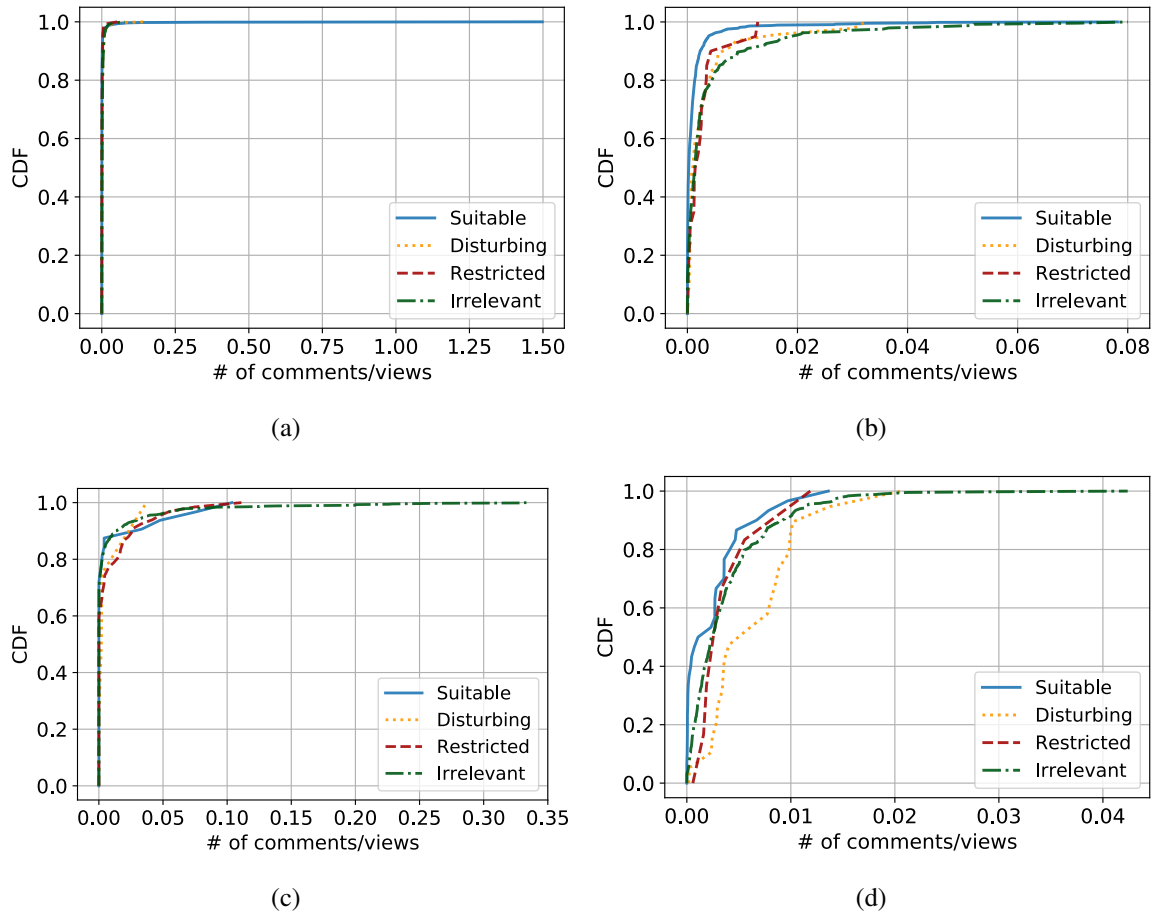 1.0
0.8
0.6
0.4
0.2
0.0
CDF
Suitable
Disturbing
Restricted
Irrelevant
0.00 0.25 0.50 0.75 1.00 1.25 1.50
# of comments/views
(a)
1.0
0.8
0.6
0.4
0.2
0.0
CDF
Suitable
Disturbing
Restricted
Irrelevant
0.00 0.02 0.04 0.06 0.08
# of comments/views
(b)
1.0
0.8
0.6
0.4
0.2
0.0
CDF
Suitable
Disturbing
Restricted
Irrelevant
0.00 0.05 0.10 0.15 0.20 0.25 0.30 0.35
# of comments/views
(c)
1.0
0.8
0.6
0.4
0.2
0.0
CDF
Suitable
Disturbing
Restricted
Irrelevant
0.00 0.01 0.02 0.03 0.04
# of comments/views
(d)